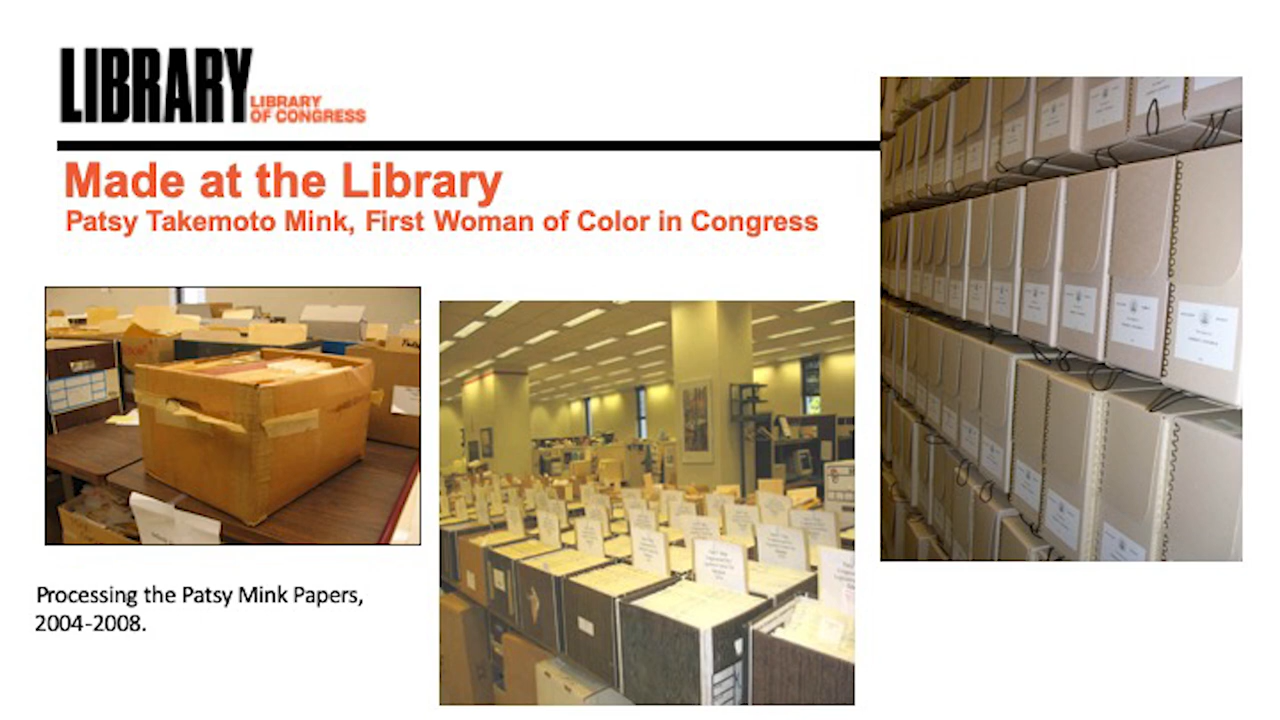 LIBRARY
LIBRARY
OF CONGRESS
Made at the Library
Patsy Takemoto Mink, First Woman of Color in Congress
Processing the Patsy Mink Papers,
2004-2008.